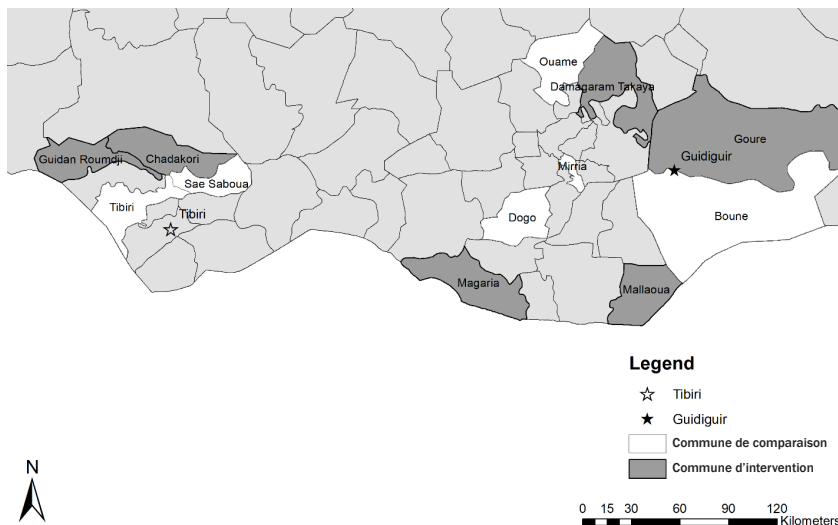 Ouame
Damagaram Takaya
Goure
Guidan Roumdji
Chadakori
Guidiguir
Mirria
Sae Saboua
Tibiri
Tibiri
Dogo
Boune
Magaria
Mallaoua
Legend
Tibiri
Guidiguir
Commune de comparaison
Commune d'intervention
N
0 15 30 60 90 120
Kilometers